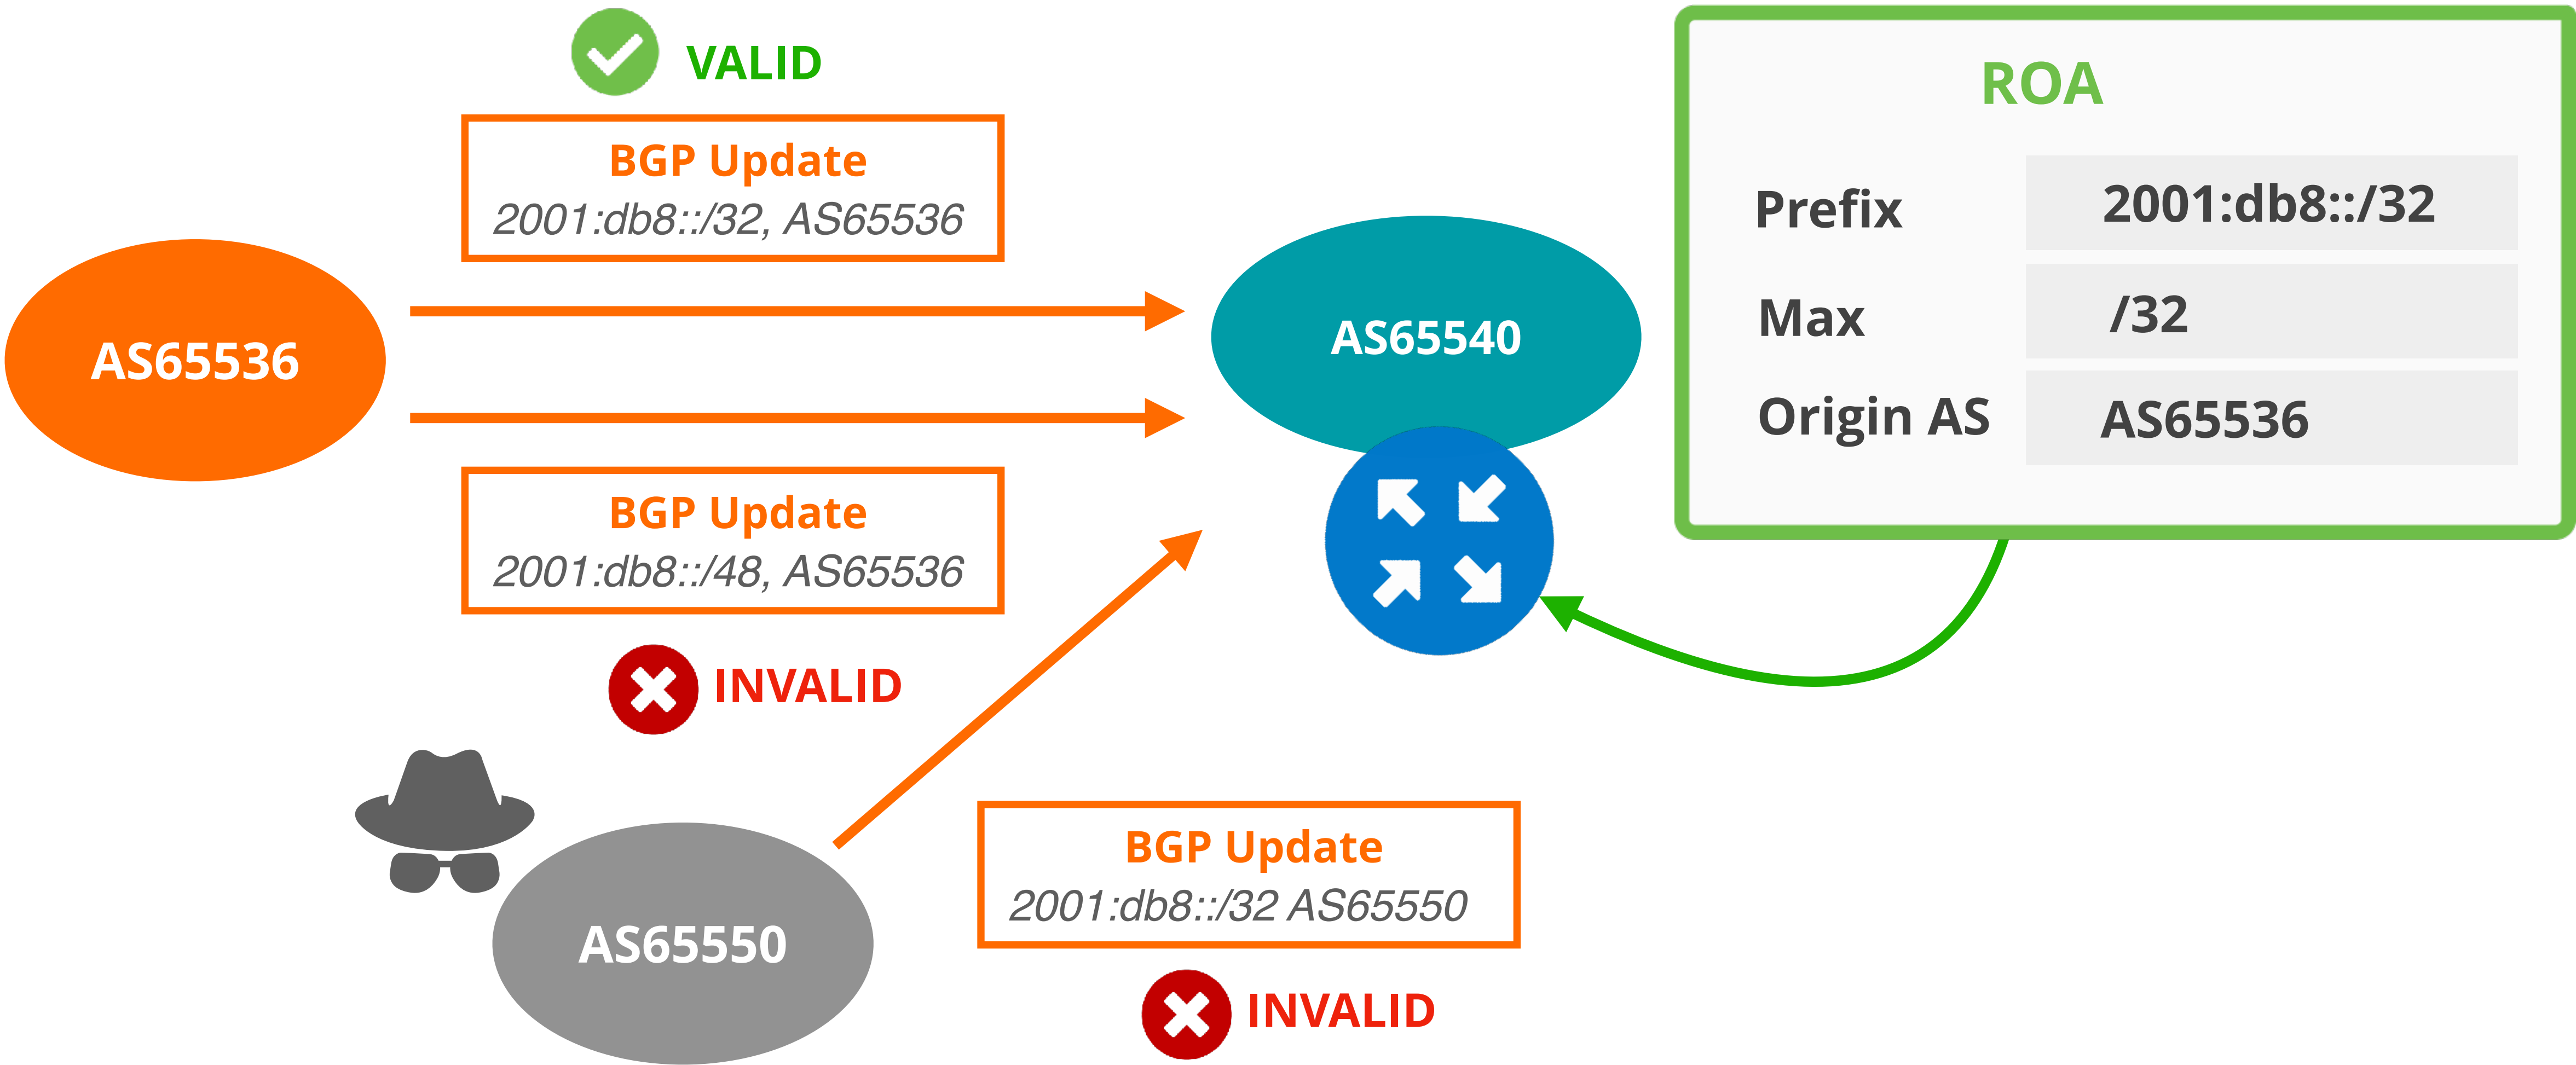 VALID
BGP Update
2001:db8::/32, AS65536
AS65536
BGP Update
2001:db8::/48, AS65536
INVALID
AS65540
ROA
Prefix 2001:db8::/32
Max /32
Origin AS AS65536
AS65550
BGP Update
2001:db8::/32 AS65550
INVALID